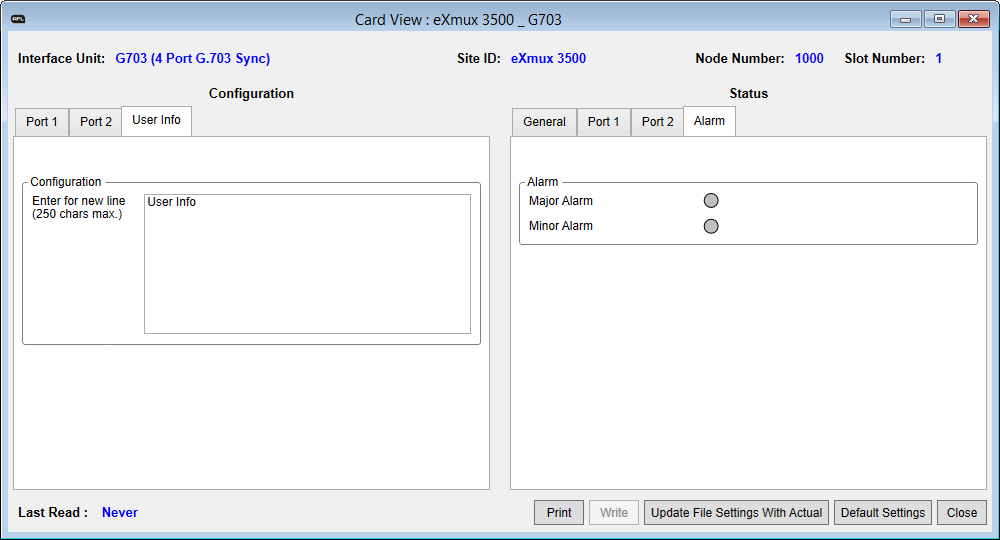 RFL
Card View : eXmux 3500 _ G703
Interface Unit: G703 (4 Port G.703 Sync) Site ID: eXmux 3500 Node Number: 1000 Slot Number: 1
Configuration
Port 1 Port 2 User Info
Configuration
Enter for new line
(250 chars max.)
User Info
Status
General Port 1 Port 2 Alarm
Alarm
Major Alarm
Minor Alarm
Last Read : Never
Print Write Update File Settings With Actual Default Settings Close